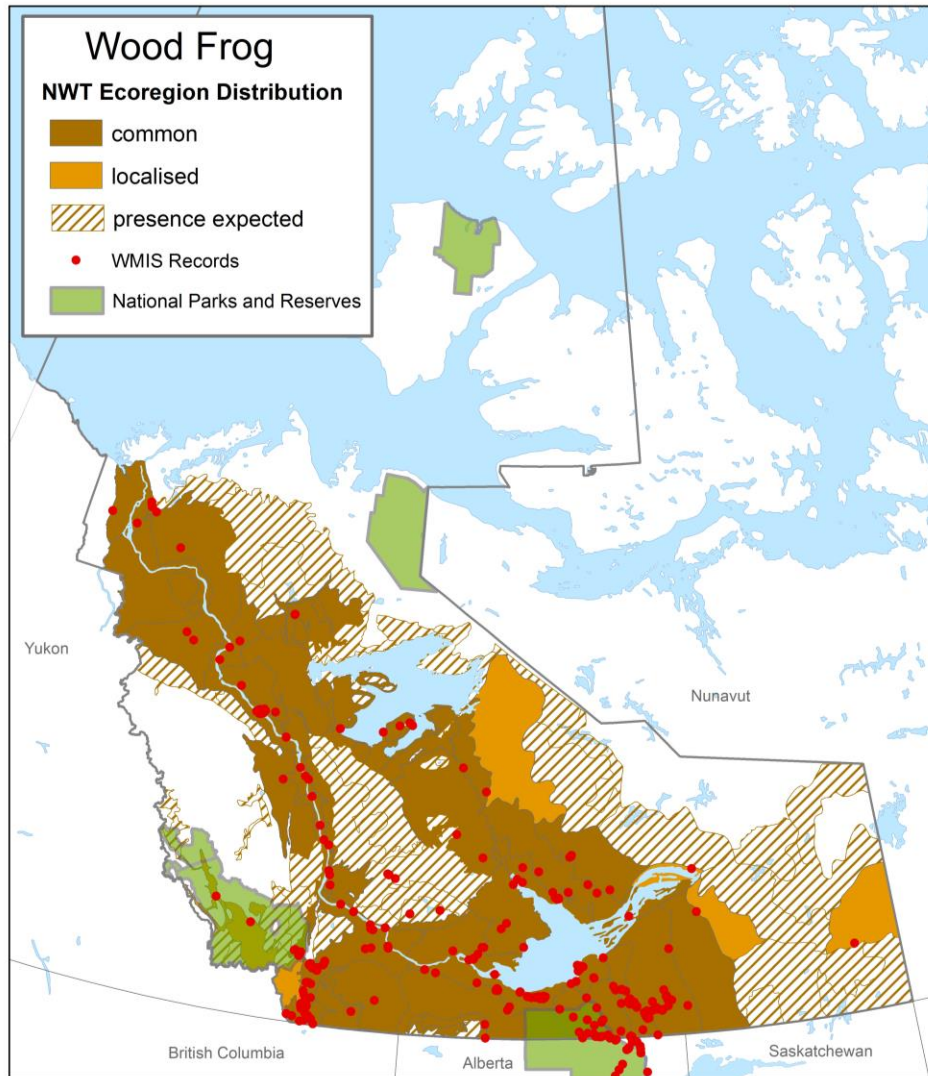 Wood Frog
NWT Ecoregion Distribution
common
localised
presence expected
WMIS Records
National Parks and Reserves
Yukon
Nunavut
British Columbia
Alberta
Saskatchewan